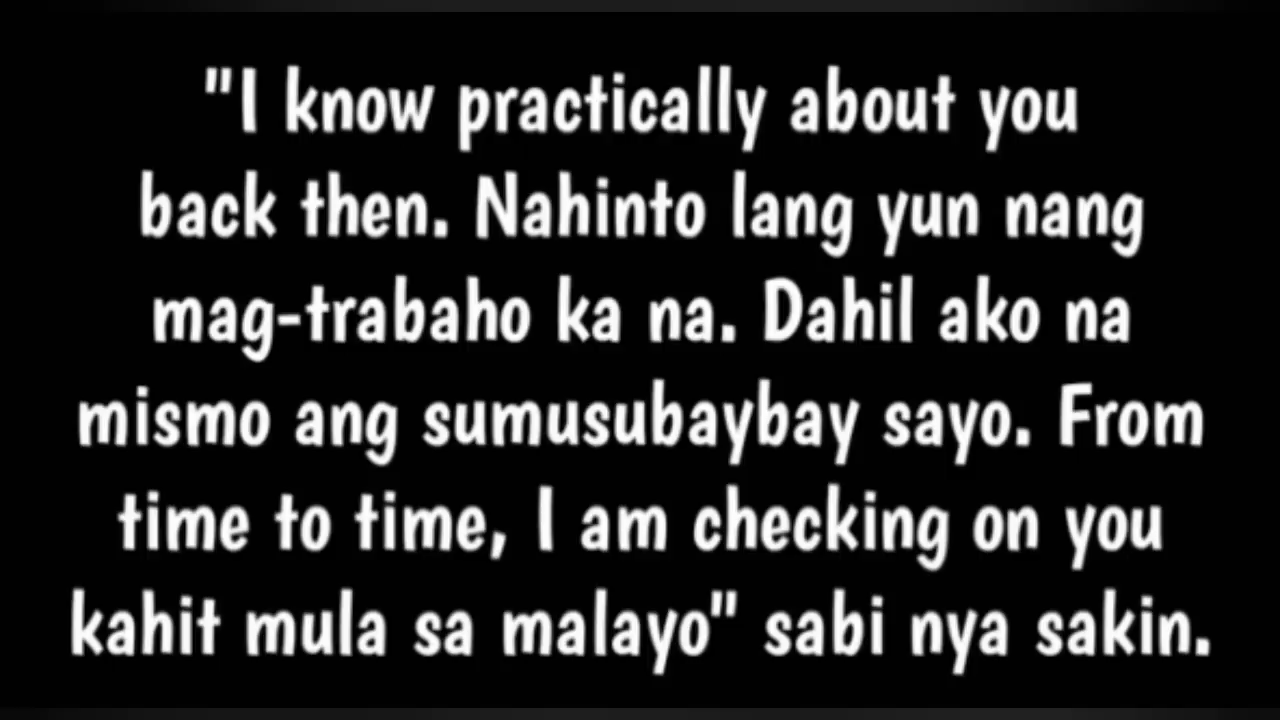 "I know practically about you
back then. Nahinto lang yun nang
mag-trabaho ka na. Dahil ako na
mismo ang sumusubaybay sayo. From
time to time, I am checking on you
kahit mula sa malayo" sabi nya sakin.